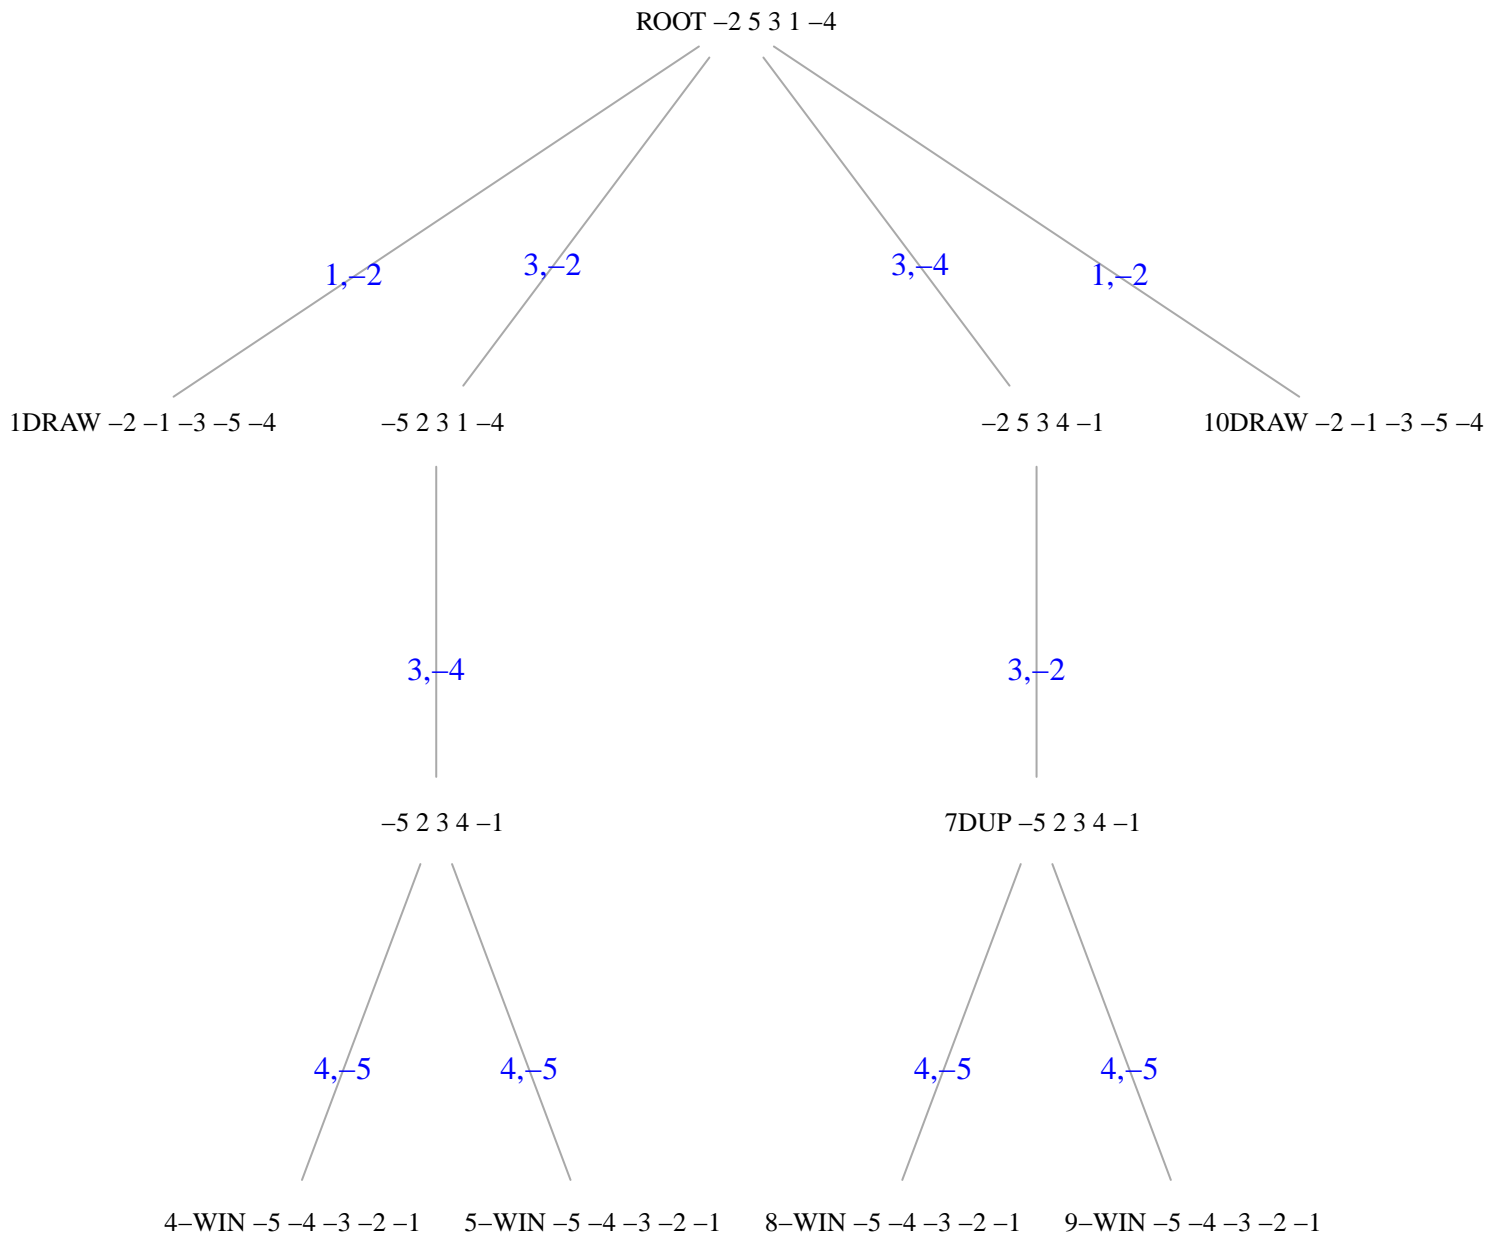 ROOT –2 5 3 1 –4
1,–2
3,–2
3,–4
1,–2
1DRAW –2 –1 –3 –5 –4
–5 2 3 1 –4
–2 5 3 4 –1
10DRAW –2 –1 –3 –5 –4
3,–4
3,–2
–5 2 3 4 –1
7DUP –5 2 3 4 –1
4,–5
4,–5
4,–5
4,–5
4–WIN –5 –4 –3 –2 –1
5–WIN –5 –4 –3 –2 –1
8–WIN –5 –4 –3 –2 –1
9–WIN –5 –4 –3 –2 –1